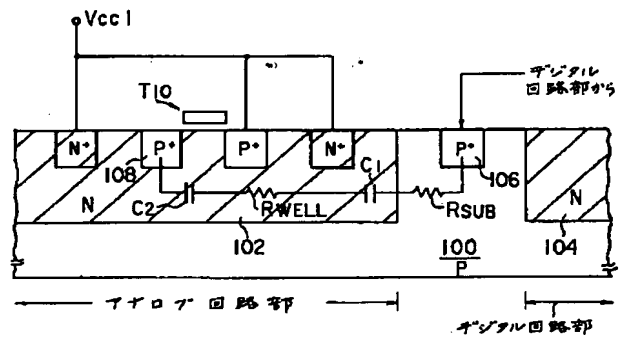 Vcc1
T10
デジタル
回路部から
N+
P+
P+
N+
P+
108
C1
106
N
C2
RWELL
RSUB
N
102
100
P
104
アナログ回路部
デジタル回路部